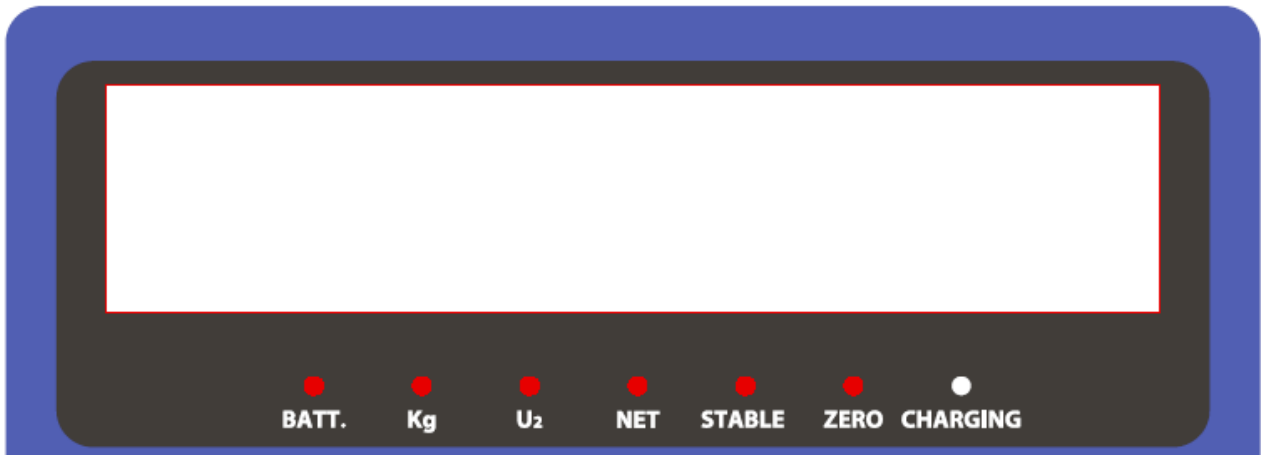 BATT. Kg U₂ NET STABLE ZERO CHARGING